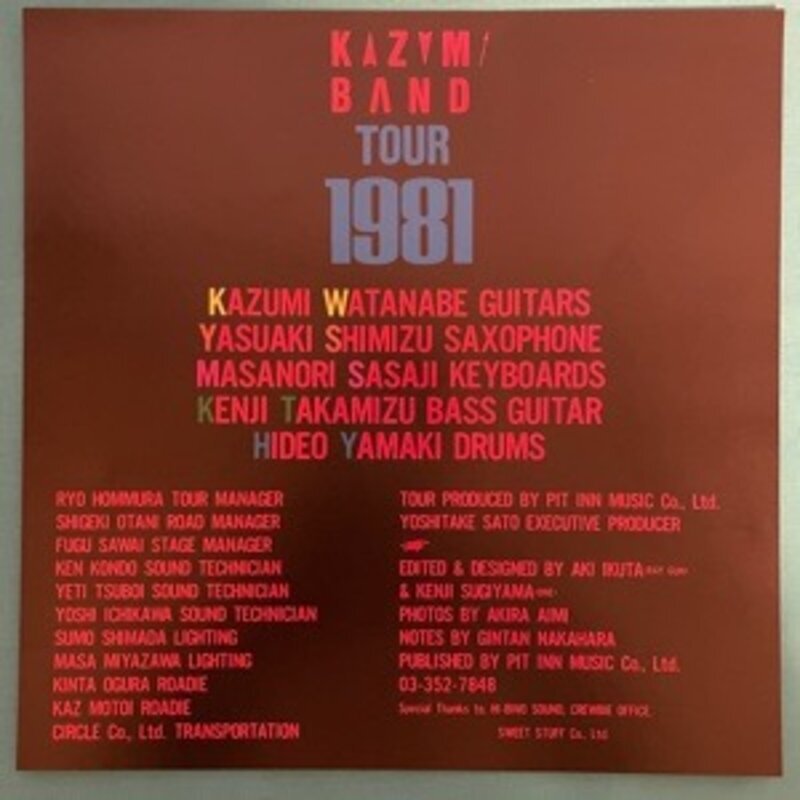 KAZUMI
BAND
TOUR
1981
KAZUMI WATANABE GUITARS
YASUAKI SHIMIZU SAXOPHONE
MASANORI SASAJI KEYBOARDS
KENJI TAKAMIZU BASS GUITAR
HIDEO YAMAKI DRUMS
RYO HOMMURA TOUR MANAGER
SHIGEKI OTANI ROAD MANAGER
FUGU SAWAI STAGE MANAGER
KEN KONDO SOUND TECHNICIAN
YETI TSUBOI SOUND TECHNICIAN
YOSHI ICHIKAWA SOUND TECHNICIAN
SUMO SHIMADA LIGHTING
MASA MIYAZAWA LIGHTING
KINTA OGURA ROADIE
KAZ MOTOI ROADIE
CIRCLE Co., Ltd. TRANSPORTATION
TOUR PRODUCED BY PIT INN MUSIC Co., Ltd.
YOSHITAKE SATO EXECUTIVE PRODUCER
EDITED & DESIGNED BY AKI IKUTA
& KENJI SUGIYAMA
PHOTOS BY AKIRA AIMI
NOTES BY GINTAN NAKAHARA
PUBLISHED BY PIT INN MUSIC Co., Ltd.
03-352-7848
Special Thanks to HI-BIRD SOUND, CREWBIE OFFICE,
SWEET STUFF Co. Ltd